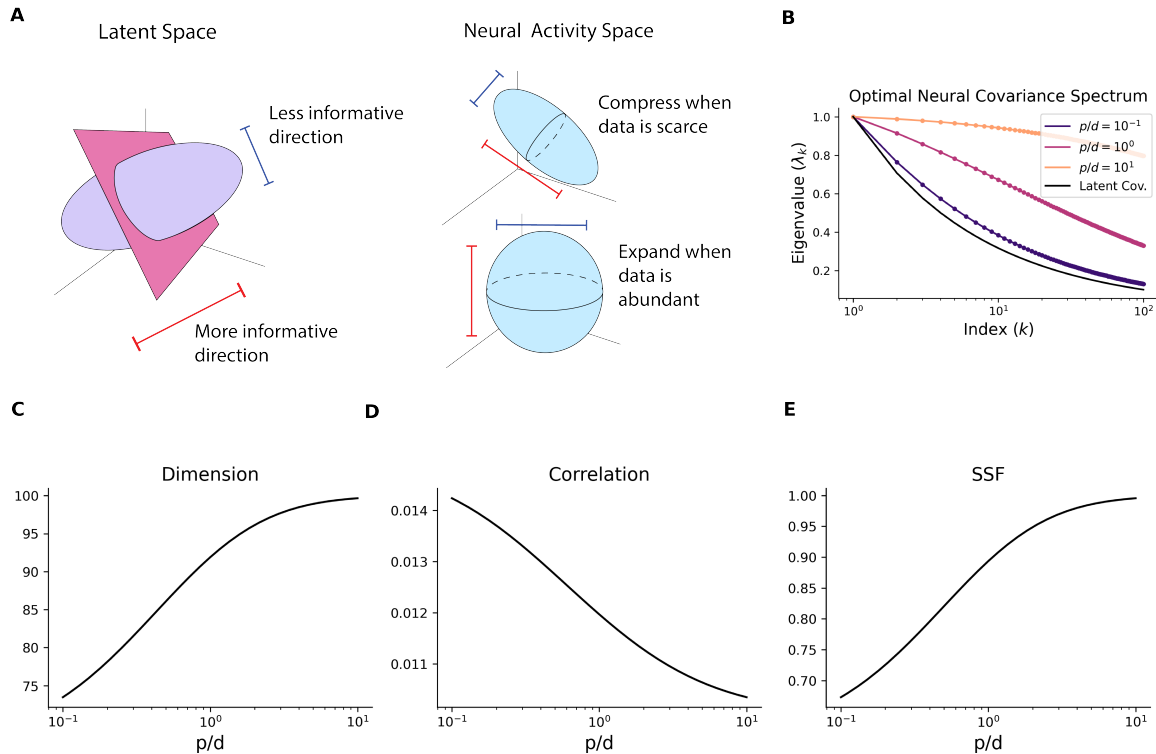 A
Latent Space
Less informative
direction
More informative
direction
Neural Activity Space
Compress when
data is scarce
Expand when
data is
abundant
B
Optimal Neural Covariance Spectrum
Eigenvalue (λₖ)
1.0
0.8
0.6
0.4
0.2
p/d = 10⁻¹
p/d = 10⁰
p/d = 10¹
Latent Cov.
10⁰ 10¹ 10²
Index (k)
C
Dimension
100
95
90
85
80
75
10⁻¹ 10⁰ 10¹
p/d
D
Correlation
0.014
0.013
0.012
0.011
10⁻¹ 10⁰ 10¹
p/d
E
SSF
1.00
0.95
0.90
0.85
0.80
0.75
0.70
10⁻¹ 10⁰ 10¹
p/d